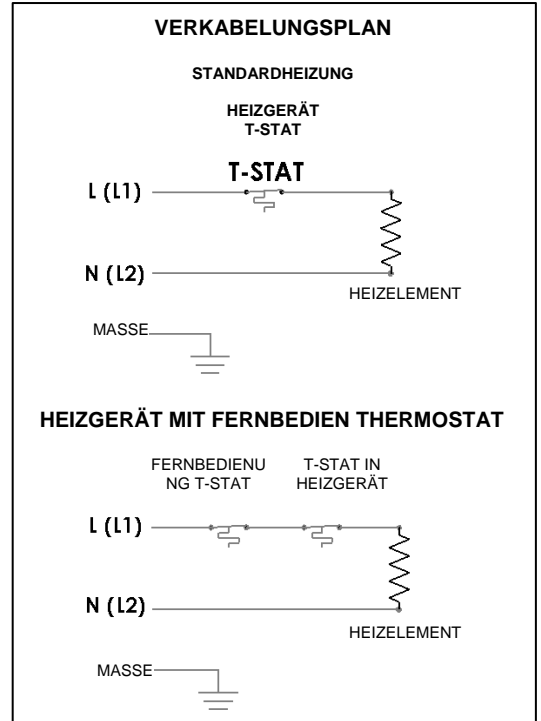 VERKABELUNGSPLAN
STANDARDHEIZUNG
HEIZGERÄT
T-STAT
T-STAT
L (L1)
N (L2)
HEIZELEMENT
MASSE
HEIZGERÄT MIT FERNBEDIEN THERMOSTAT
FERNBEDIENU
NG T-STAT
T-STAT IN
HEIZGERÄT
L (L1)
N (L2)
HEIZELEMENT
MASSE